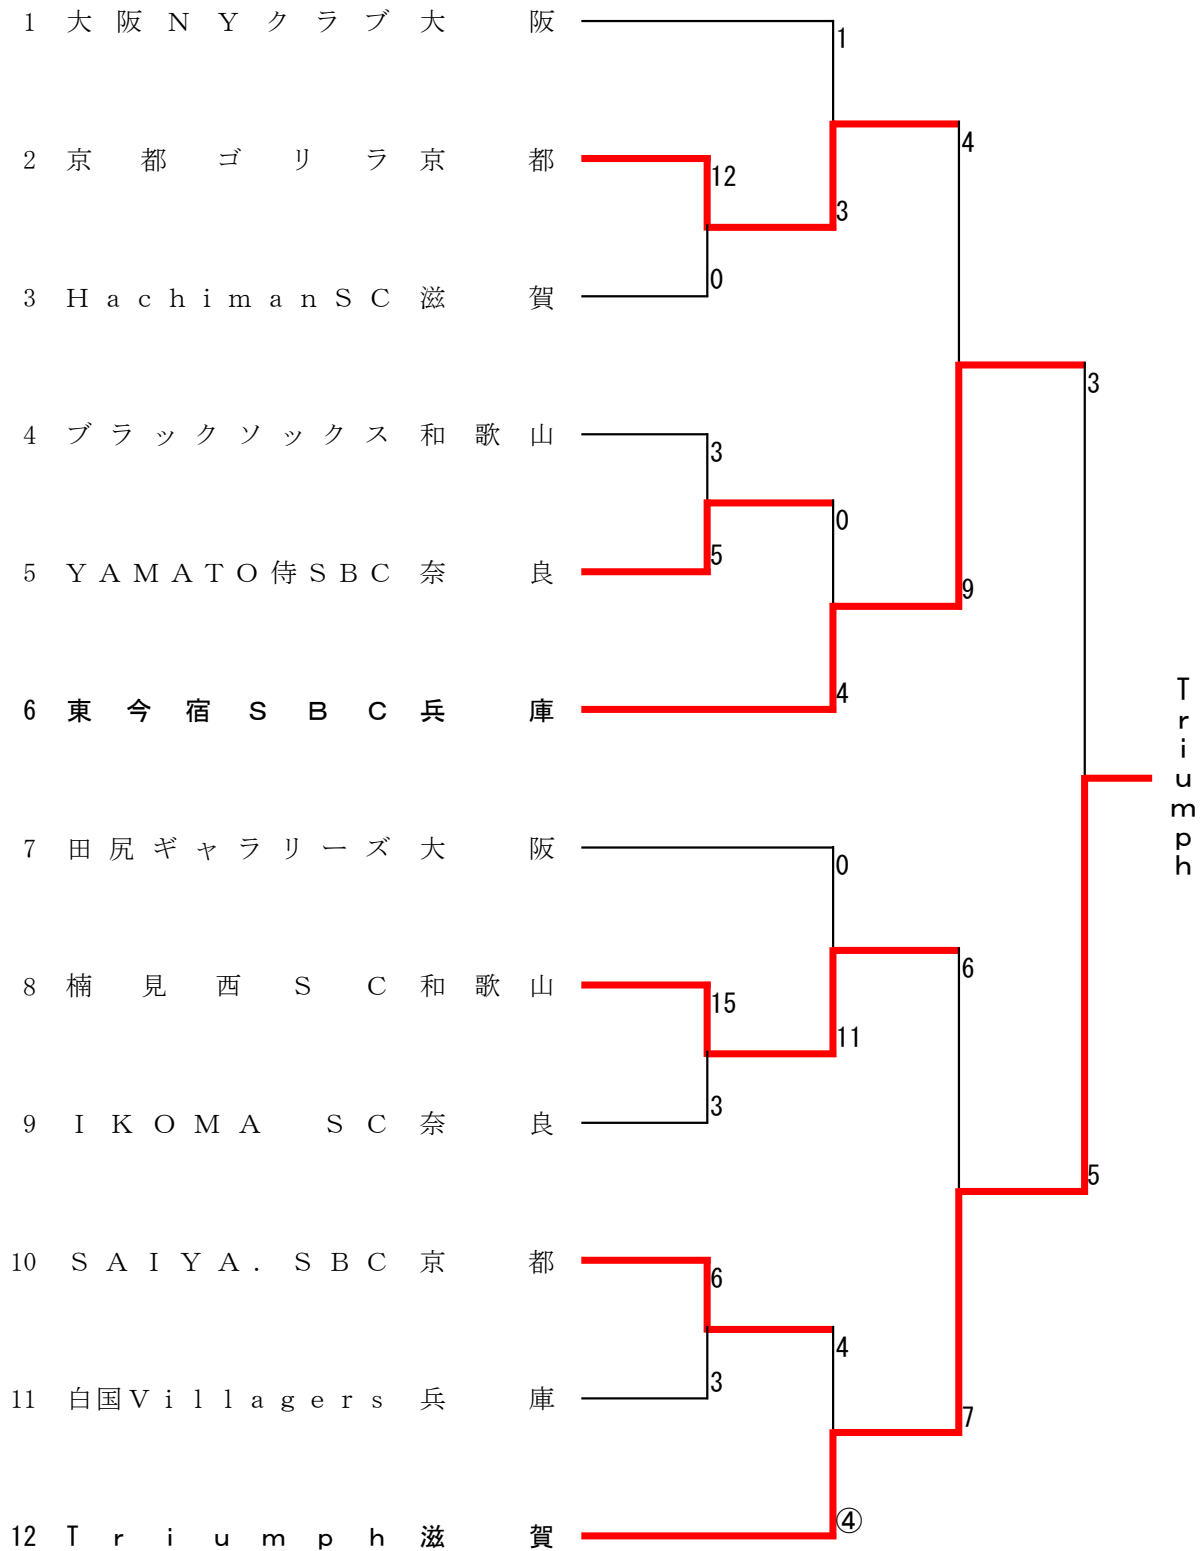 1 大阪NYクラブ 大阪
1
2 京都ゴリラ 京都
12
4
3
0
3 HachimanSC 滋賀
3
4 ブラックソックス 和歌山
3
0
5
5 YAMATO侍SBC 奈良
9
6 東今宿SBC 兵庫
4
Triumph
7 田尻ギャラリーズ 大阪
0
6
8 楠見西SC 和歌山
15
11
3
9 IKOMA SC 奈良
5
10 SAIYA.SBC 京都
6
4
3
11 白国Villagers 兵庫
7
④
12 Triumph 滋賀